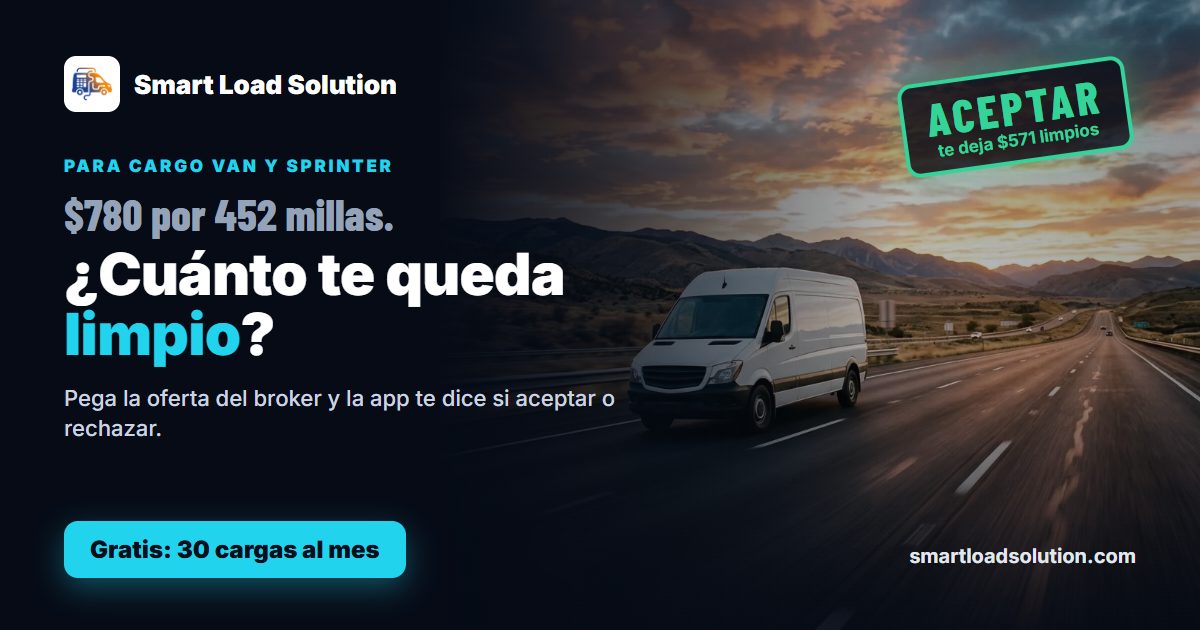 Smart Load Solution
PARA CARGO VAN Y SPRINTER
$780 por 452 millas.
¿Cuánto te queda
limpio?
Pega la oferta del broker y la app te dice si aceptar o
rechazar.
Gratis: 30 cargas al mes
ACEPTAR
te deja $571 limpios
smartloadsolution.com